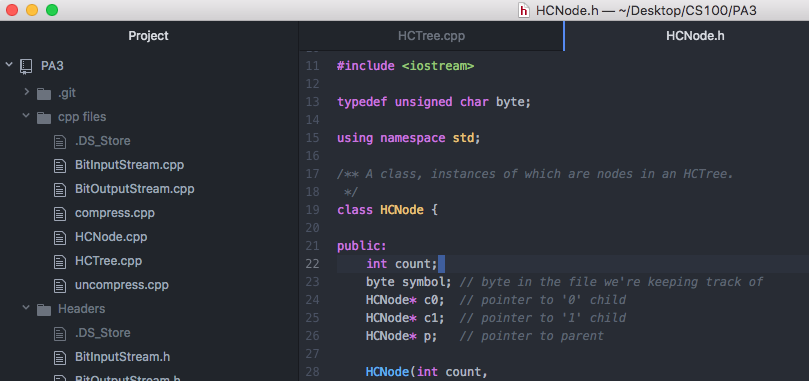 HCNode.h — ~/Desktop/CS100/PA3
Project
PA3
.git
cpp files
.DS_Store
BitInputStream.cpp
BitOutputStream.cpp
compress.cpp
HCNode.cpp
HCTree.cpp
uncompress.cpp
Headers
.DS_Store
BitInputStream.h
BitOutputStream.h
HCTree.cpp
HCNode.h
11 #include <iostream>
12
13 typedef unsigned char byte;
14
15 using namespace std;
16
17 /** A class, instances of which are nodes in an HCTree.
18  */
19 class HCNode {
20
21 public:
22     int count;
23     byte symbol; // byte in the file we're keeping track of
24     HCNode* c0;  // pointer to '0' child
25     HCNode* c1;  // pointer to '1' child
26     HCNode* p;   // pointer to parent
27
28     HCNode(int count,